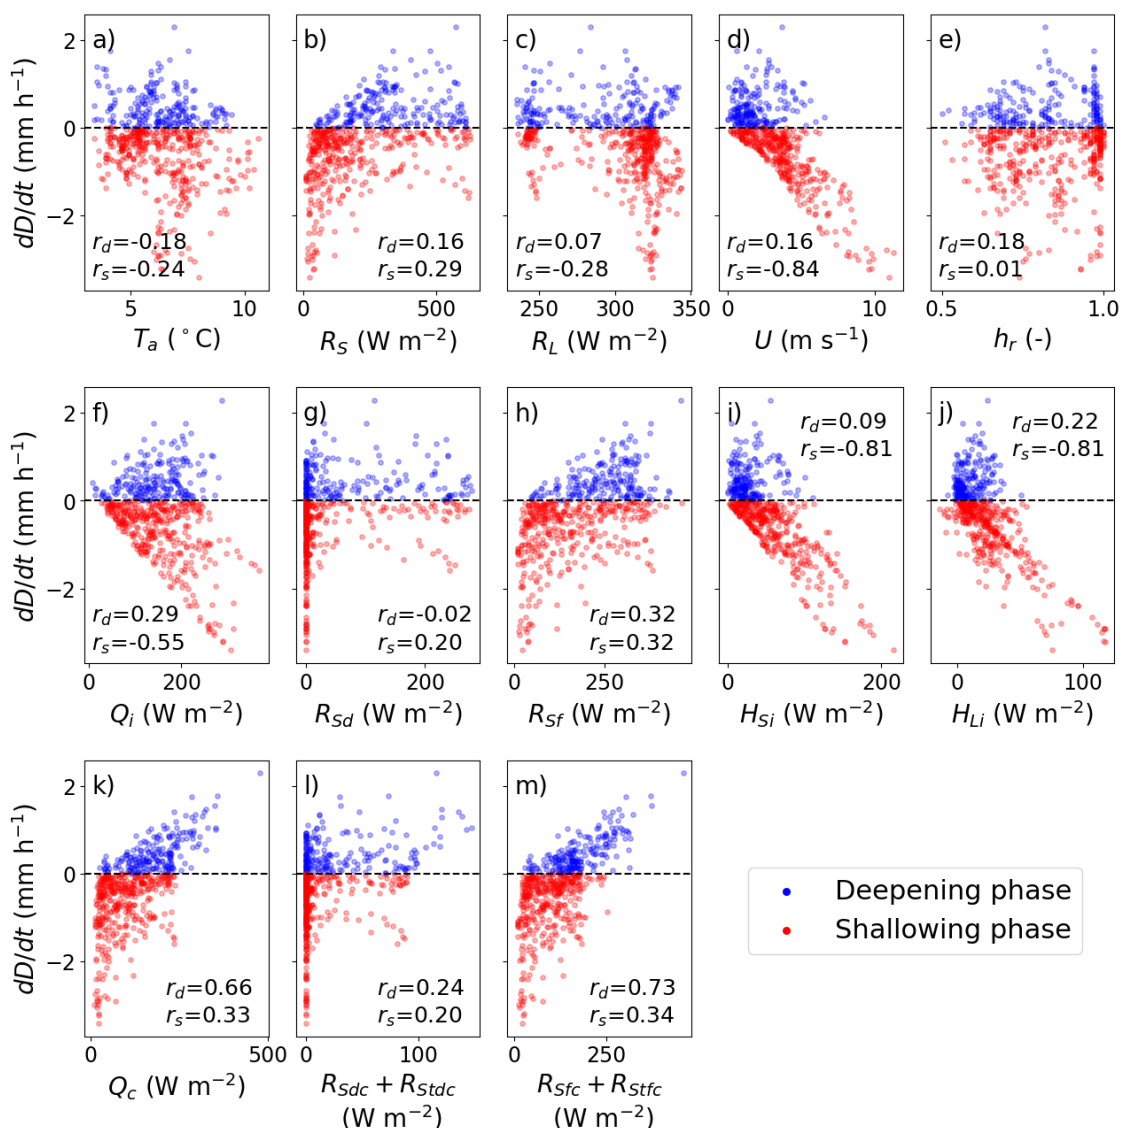 a) b) c) d) e)
dD/dt (mm h⁻¹)
2
0
−2
r_d=-0.18
r_s=-0.24
r_d=0.16
r_s=0.29
r_d=0.07
r_s=-0.28
r_d=0.16
r_s=-0.84
r_d=0.18
r_s=0.01
5 10 0 500 250 300 350 0 10 0.5 1.0
T_a (°C) R_S (W m⁻²) R_L (W m⁻²) U (m s⁻¹) h_r (-)
f) g) h) i) j)
dD/dt (mm h⁻¹)
2
0
−2
r_d=0.29
r_s=-0.55
r_d=-0.02
r_s=0.20
r_d=0.32
r_s=0.32
r_d=0.09
r_s=-0.81
r_d=0.22
r_s=-0.81
0 200 0 200 0 250 0 100 200 0 100
Q_i (W m⁻²) R_Sd (W m⁻²) R_Sf (W m⁻²) H_Si (W m⁻²) H_Li (W m⁻²)
k) l) m)
dD/dt (mm h⁻¹)
2
0
−2
r_d=0.66
r_s=0.33
r_d=0.24
r_s=0.20
r_d=0.73
r_s=0.34
0 500 0 100 0 250
Q_c (W m⁻²) R_Sdc + R_Stdc R_Sfc + R_Stfc
(W m⁻²) (W m⁻²)
Deepening phase
Shallowing phase